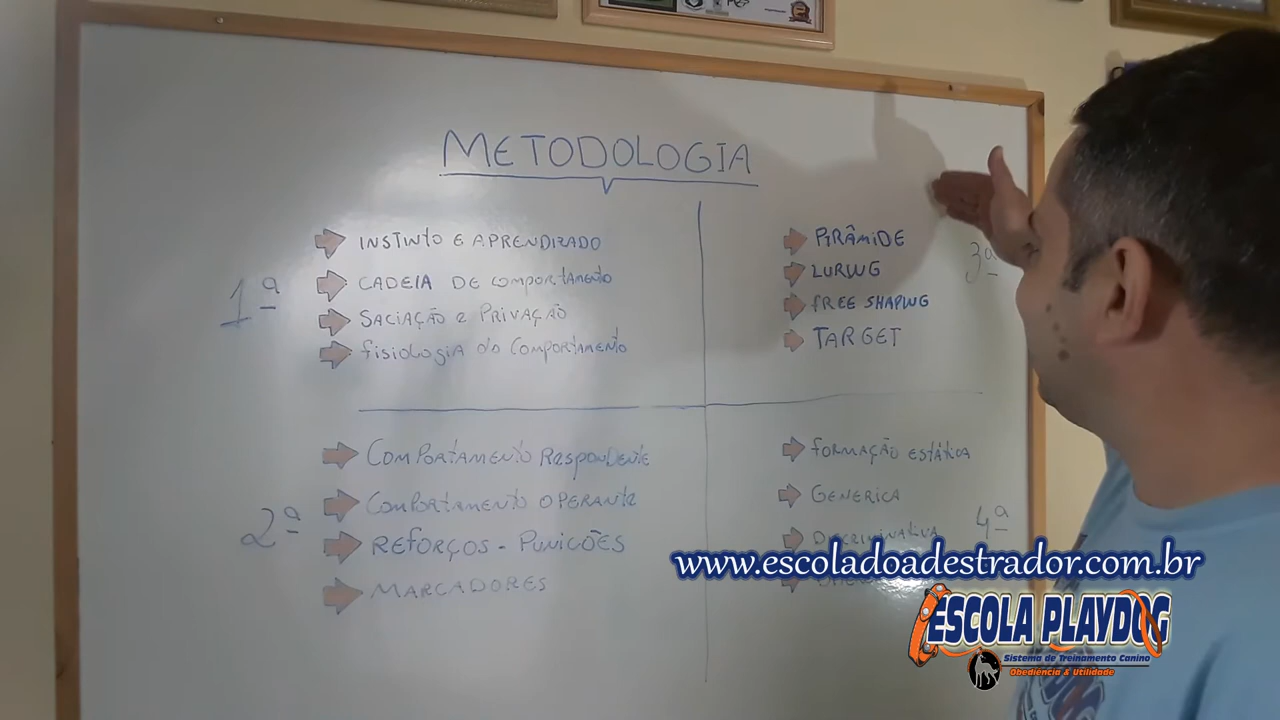 METODOLOGIA
1ª
INSTINTO E APRENDIZADO
CADEIA DE COMPORTAMENTO
SACIAÇÃO E PRIVAÇÃO
FISIOLOGIA DO COMPORTAMENTO
PIRÂMIDE
LURING
FREE SHAPING
TARGET
3ª
2ª
COMPORTAMENTO RESPONDENTE
COMPORTAMENTO OPERANTE
REFORÇOS - PUNIÇÕES
MARCADORES
FORMAÇÃO ESTÁTICA
GENERICA
DISCRIMINATIVA
4ª
www.escoladoadestrador.com.br
ESCOLA PLAYDOG
Sistema de Treinamento Canino
Obediência & Utilidade